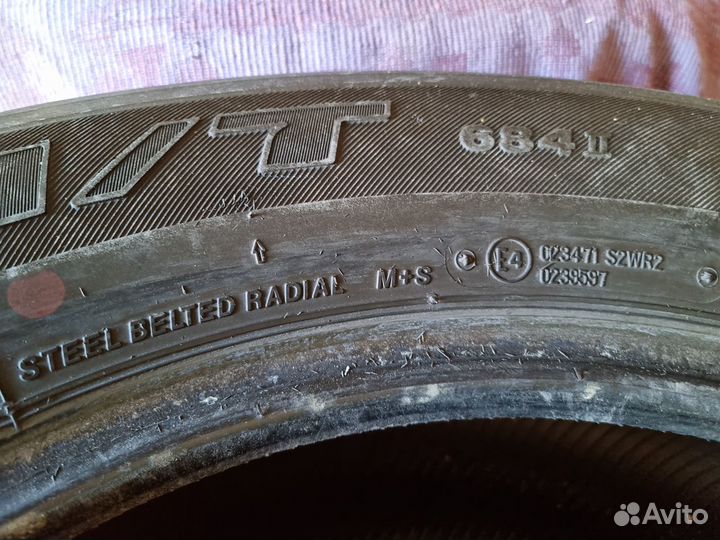 /T 684II
STEEL BELTED RADIAL M+S E4 023471 S2WR2
0239597
Avito